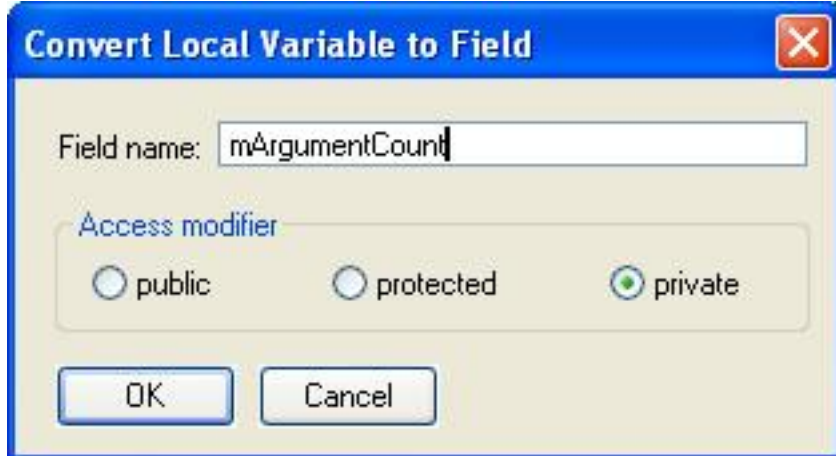 Convert Local Variable to Field
Field name: mArgumentCount
Access modifier
public protected private
OK Cancel